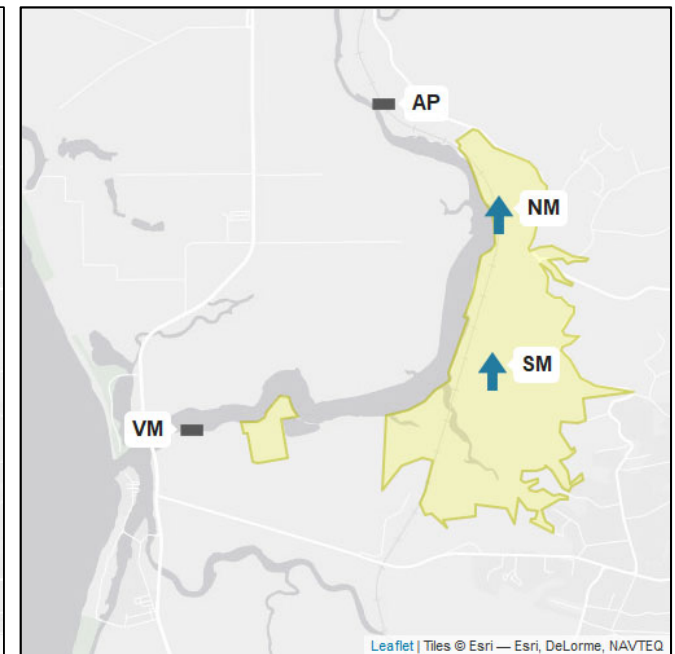 AP
NM
SM
VM
Leaflet | Tiles © Esri — Esri, DeLorme, NAVTEQ